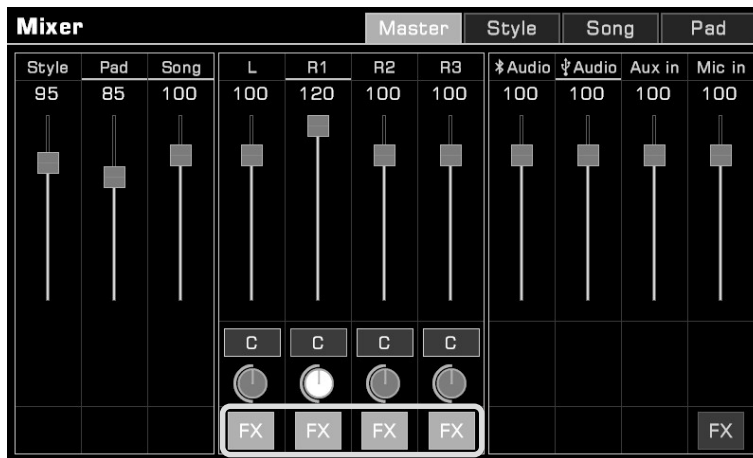 Mixer Master Style Song Pad
Style Pad Song L R1 R2 R3 Audio Audio Aux in Mic in
95 85 100 100 120 100 100 100 100 100 100
C C C C
FX FX FX FX FX